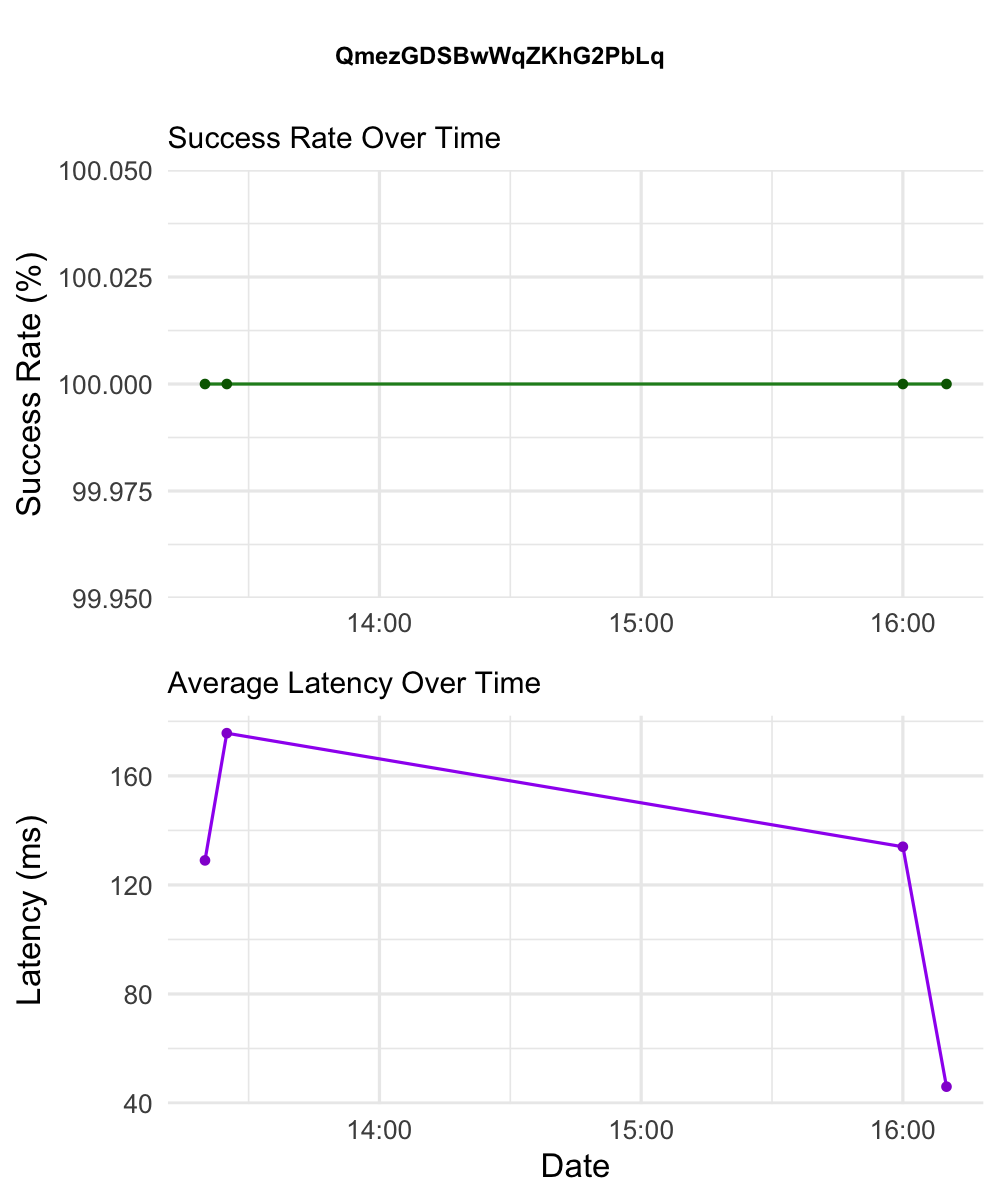 QmezGDSBwWqZKhG2PbLq
Success Rate Over Time
Success Rate (%)
100.050
100.025
100.000
99.975
99.950
14:00 15:00 16:00
Average Latency Over Time
Latency (ms)
160
120
80
40
14:00 15:00 16:00
Date